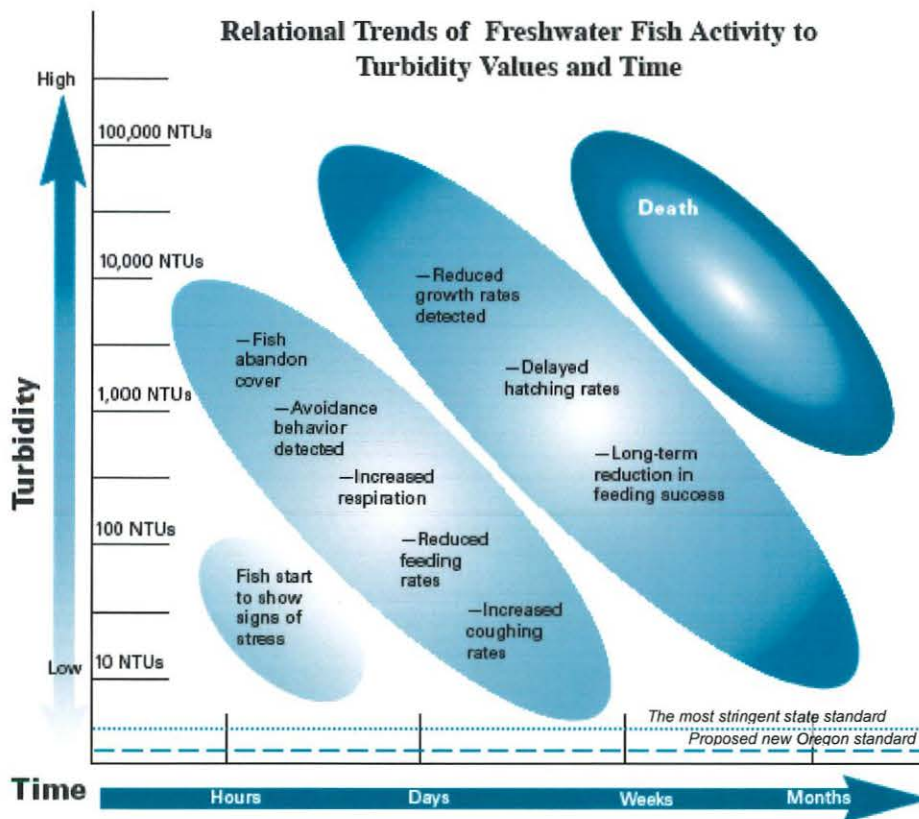 Relational Trends of Freshwater Fish Activity to
Turbidity Values and Time
High
100,000 NTUs
10,000 NTUs
1,000 NTUs
100 NTUs
10 NTUs
Low
Turbidity
Death
—Reduced
growth rates
detected
—Delayed
hatching rates
—Long-term
reduction in
feeding success
—Fish
abandon
cover
—Avoidance
behavior
detected
—Increased
respiration
—Reduced
feeding
rates
—Increased
coughing
rates
Fish start
to show
signs of
stress
The most stringent state standard
Proposed new Oregon standard
Time
Hours
Days
Weeks
Months